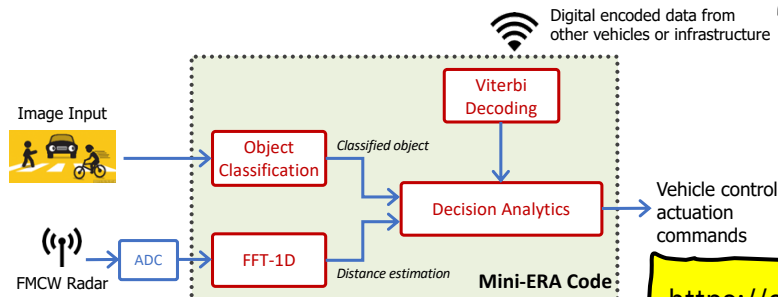 Digital encoded data from
other vehicles or infrastructure
Viterbi
Decoding
Image Input
Object
Classification
Classified object
Decision Analytics
Vehicle control
actuation
commands
FMCW Radar
ADC
FFT-1D
Distance estimation
Mini-ERA Code